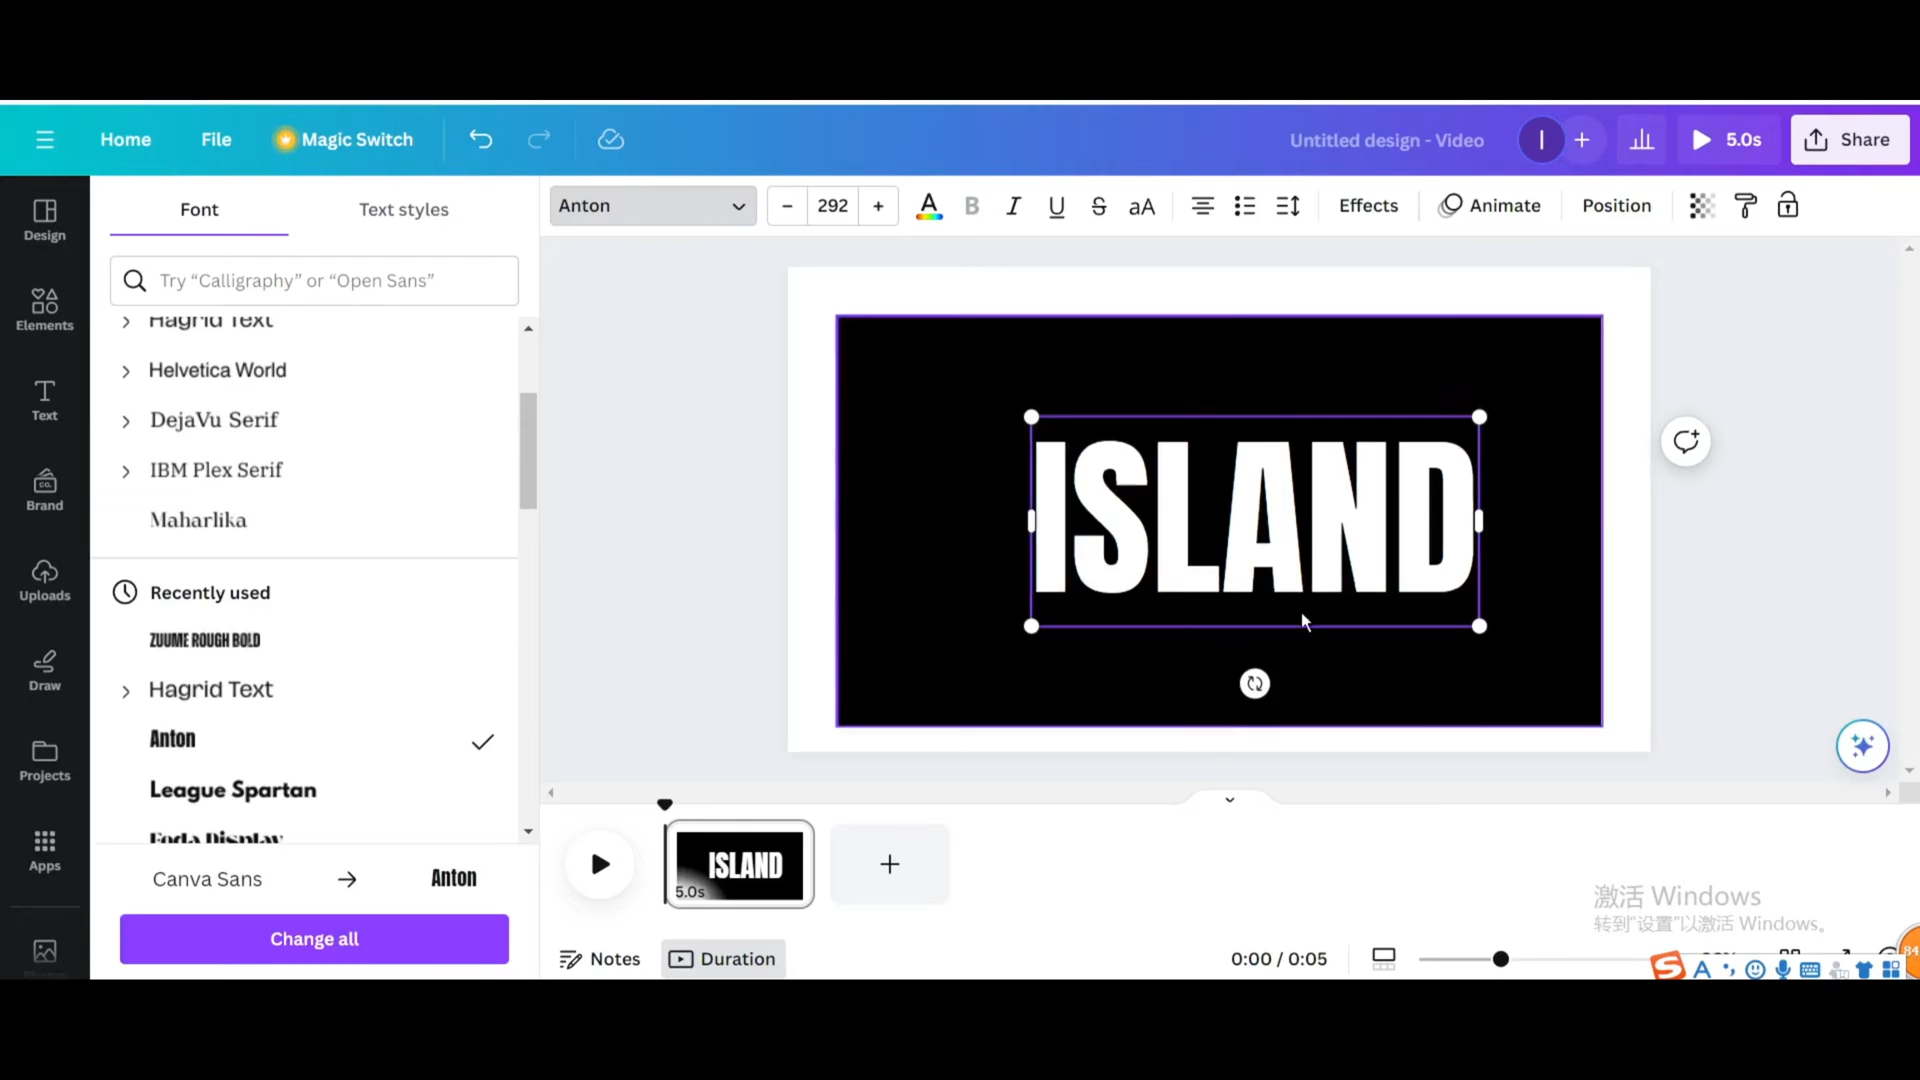 Home File Magic Switch Untitled design - Video I + 5.0s Share
Font Text styles
Anton − 292 + A B I U S aA Effects Animate Position
Try “Calligraphy” or “Open Sans”
Design
Elements
Text
Brand
CO.
Uploads
Draw
Projects
Apps
Hagrid Text
Helvetica World
DejaVu Serif
IBM Plex Serif
Maharlika
Recently used
ZUUME ROUGH BOLD
Hagrid Text
Anton
League Spartan
Canva Sans → Anton
Change all
ISLAND
ISLAND
5.0s
+
Notes Duration 0:00 / 0:05
激活 Windows
转到"设置"以激活 Windows。
S A
84